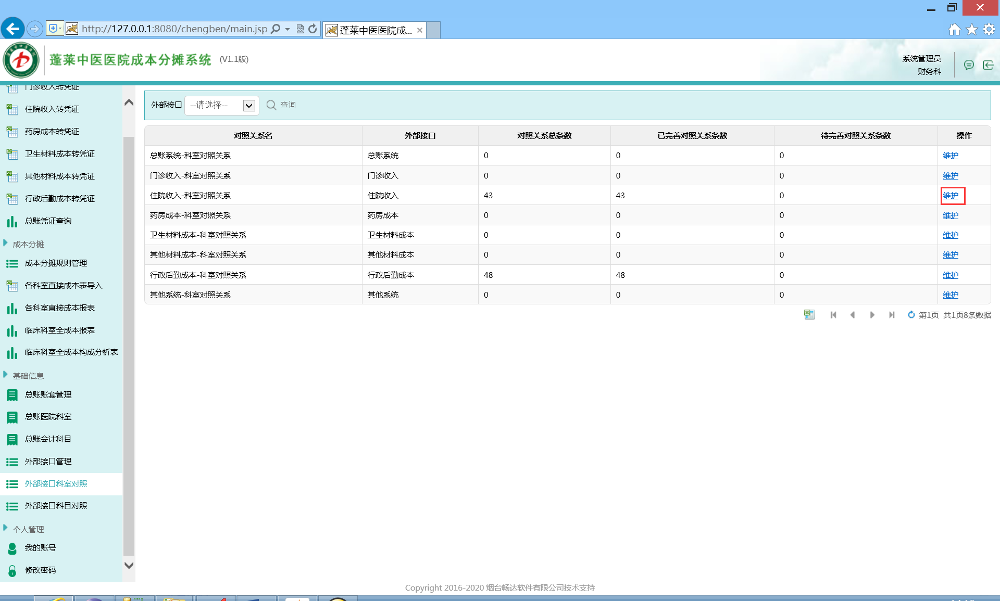 http://127.0.0.1:8080/chengben/main.jsp
蓬莱中医医院成...
蓬莱中医医院成本分摊系统 (V1.1版)
系统管理员
财务科
门诊收入转凭证
住院收入转凭证
药房成本转凭证
卫生材料成本转凭证
其他材料成本转凭证
行政后勤成本转凭证
总账凭证查询
成本分摊
成本分摊规则管理
各科室直接成本表导入
各科室直接成本报表
临床科室全成本报表
临床科室全成本构成分析表
基础信息
总账账套管理
总账医院科室
总账会计科目
外部接口管理
外部接口科室对照
外部接口科目对照
个人管理
我的账号
修改密码
外部接口 --请选择-- 查询
对照关系名 外部接口 对照关系总条数 已完善对照关系条数 待完善对照关系条数 操作
总账系统-科室对照关系 总账系统 0 0 0 维护
门诊收入-科室对照关系 门诊收入 0 0 0 维护
住院收入-科室对照关系 住院收入 43 43 0 维护
药房成本-科室对照关系 药房成本 0 0 0 维护
卫生材料成本-科室对照关系 卫生材料成本 0 0 0 维护
其他材料成本-科室对照关系 其他材料成本 0 0 0 维护
行政后勤成本-科室对照关系 行政后勤成本 48 48 0 维护
其他系统-科室对照关系 其他系统 0 0 0 维护
第1页 共1页8条数据
Copyright 2016-2020 烟台畅达软件有限公司技术支持